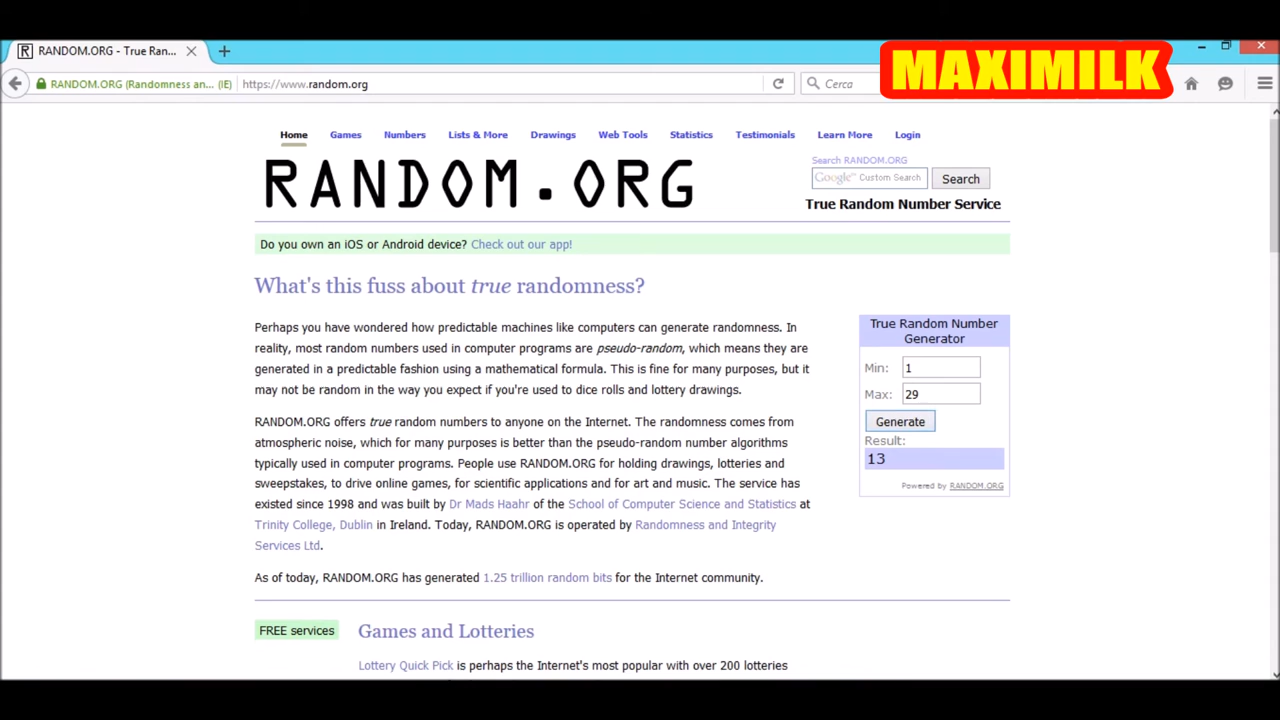 RANDOM.ORG - True Ran...
MAXIMILK
RANDOM.ORG (Randomness an... (IE)
https://www.random.org
Cerca
Home Games Numbers Lists & More Drawings Web Tools Statistics Testimonials Learn More Login
RANDOM.ORG
Search RANDOM.ORG
Google™ Custom Search
Search
True Random Number Service
Do you own an iOS or Android device? Check out our app!
What's this fuss about true randomness?
Perhaps you have wondered how predictable machines like computers can generate randomness. In
reality, most random numbers used in computer programs are pseudo-random, which means they are
generated in a predictable fashion using a mathematical formula. This is fine for many purposes, but it
may not be random in the way you expect if you're used to dice rolls and lottery drawings.
RANDOM.ORG offers true random numbers to anyone on the Internet. The randomness comes from
atmospheric noise, which for many purposes is better than the pseudo-random number algorithms
typically used in computer programs. People use RANDOM.ORG for holding drawings, lotteries and
sweepstakes, to drive online games, for scientific applications and for art and music. The service has
existed since 1998 and was built by Dr Mads Haahr of the School of Computer Science and Statistics at
Trinity College, Dublin in Ireland. Today, RANDOM.ORG is operated by Randomness and Integrity
Services Ltd.
As of today, RANDOM.ORG has generated 1.25 trillion random bits for the Internet community.
True Random Number
Generator
Min: 1
Max: 29
Generate
Result:
13
Powered by RANDOM.ORG
FREE services
Games and Lotteries
Lottery Quick Pick is perhaps the Internet's most popular with over 200 lotteries